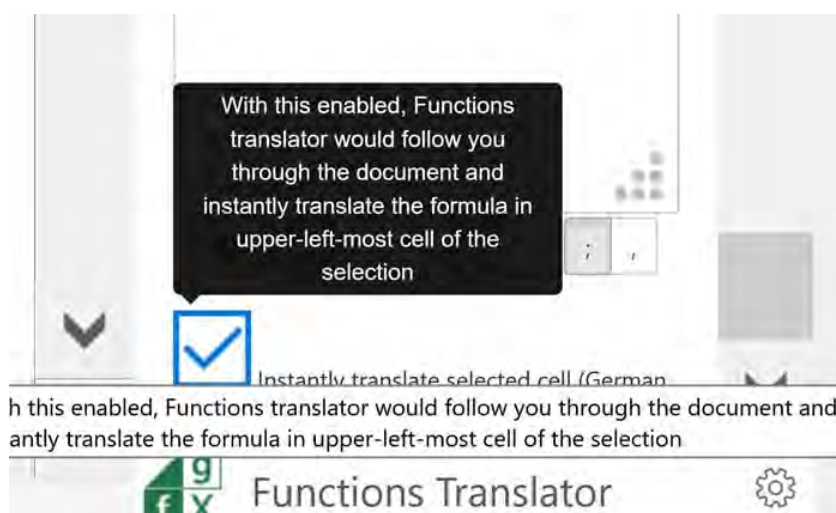 With this enabled, Functions
translator would follow you
through the document and
instantly translate the formula in
upper-left-most cell of the
selection
; ,
Instantly translate selected cell (German
h this enabled, Functions translator would follow you through the document and
antly translate the formula in upper-left-most cell of the selection
g
f X
Functions Translator